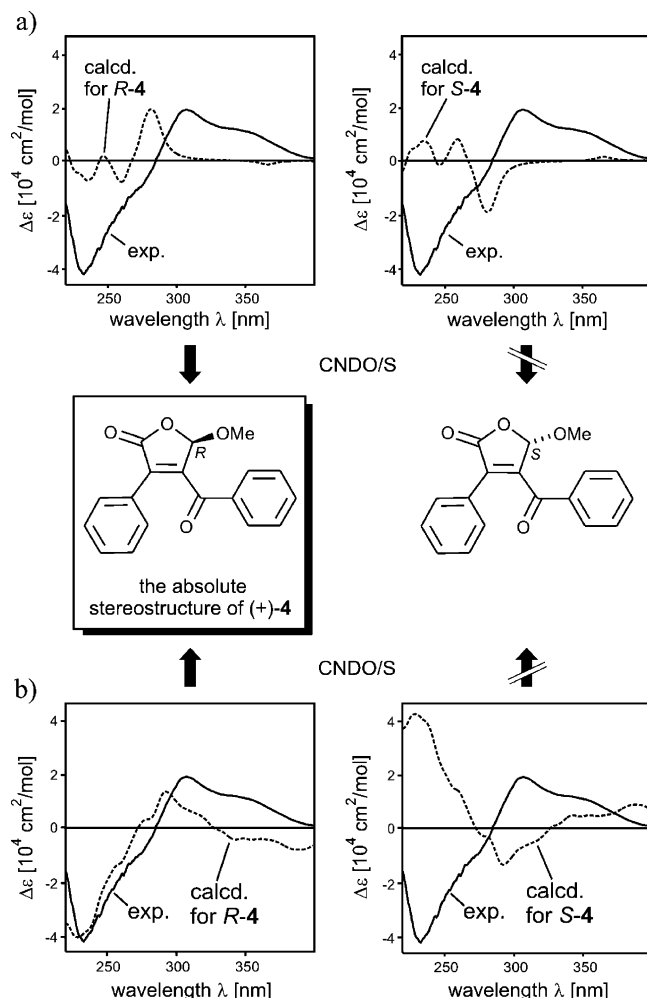 a)
4
2
0
-2
-4
Δε [10⁴ cm²/mol]
calcd.
for R-4
exp.
250 300 350
wavelength λ [nm]
4
2
0
-2
-4
Δε [10⁴ cm²/mol]
calcd.
for S-4
exp.
250 300 350
wavelength λ [nm]
CNDO/S
O
O
OMe
R
O
the absolute
stereostructure of (+)-4
O
O
OMe
S
O
CNDO/S
b)
4
2
0
-2
-4
Δε [10⁴ cm²/mol]
exp.
calcd.
for R-4
250 300 350
wavelength λ [nm]
4
2
0
-2
-4
Δε [10⁴ cm²/mol]
exp.
calcd.
for S-4
250 300 350
wavelength λ [nm]